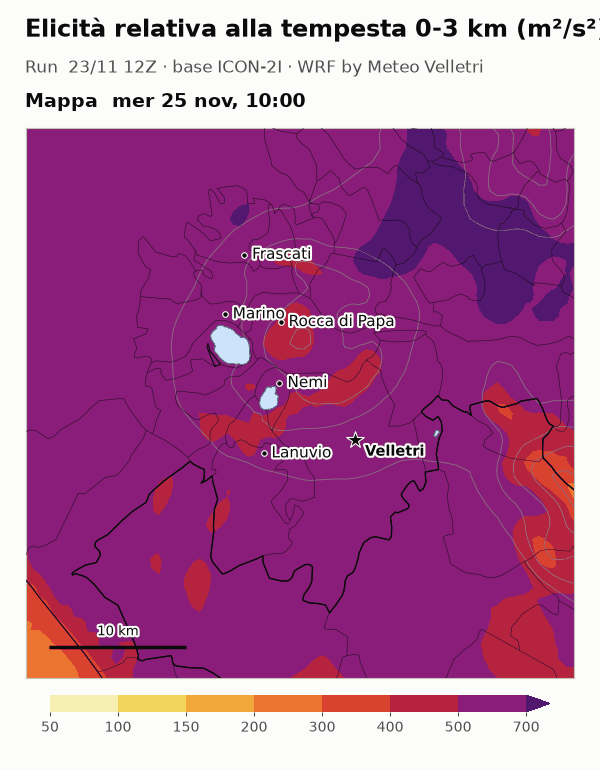 Elicità relativa alla tempesta 0-3 km (m²/s²)
Run  23/11 12Z · base ICON-2I · WRF by Meteo Velletri
Mappa  mer 25 nov, 10:00
Frascati
Marino
Rocca di Papa
Nemi
Velletri
Lanuvio
10 km
50 100 150 200 300 400 500 700